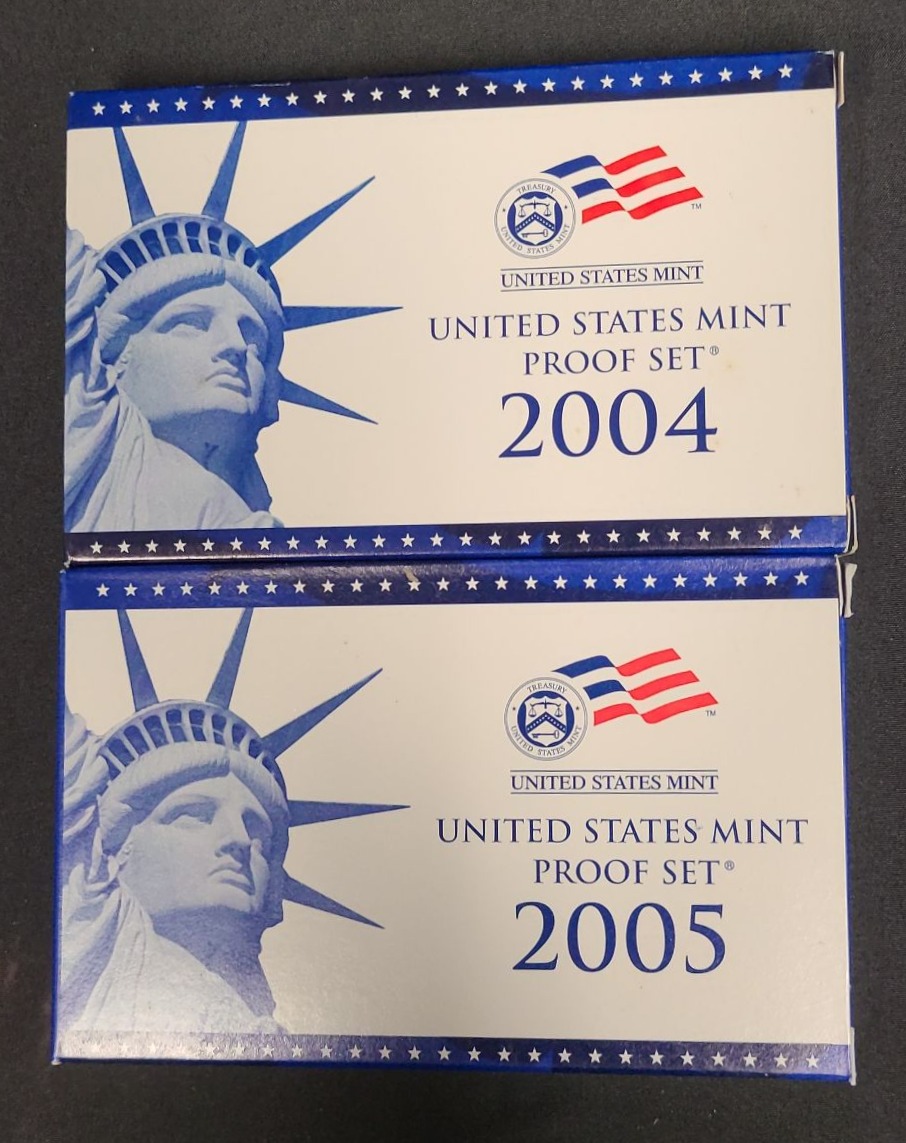 TREASURY
UNITED STATES MINT
™
UNITED STATES MINT
UNITED STATES MINT
PROOF SET®
2004
TREASURY
UNITED STATES MINT
™
UNITED STATES MINT
UNITED STATES MINT
PROOF SET®
2005